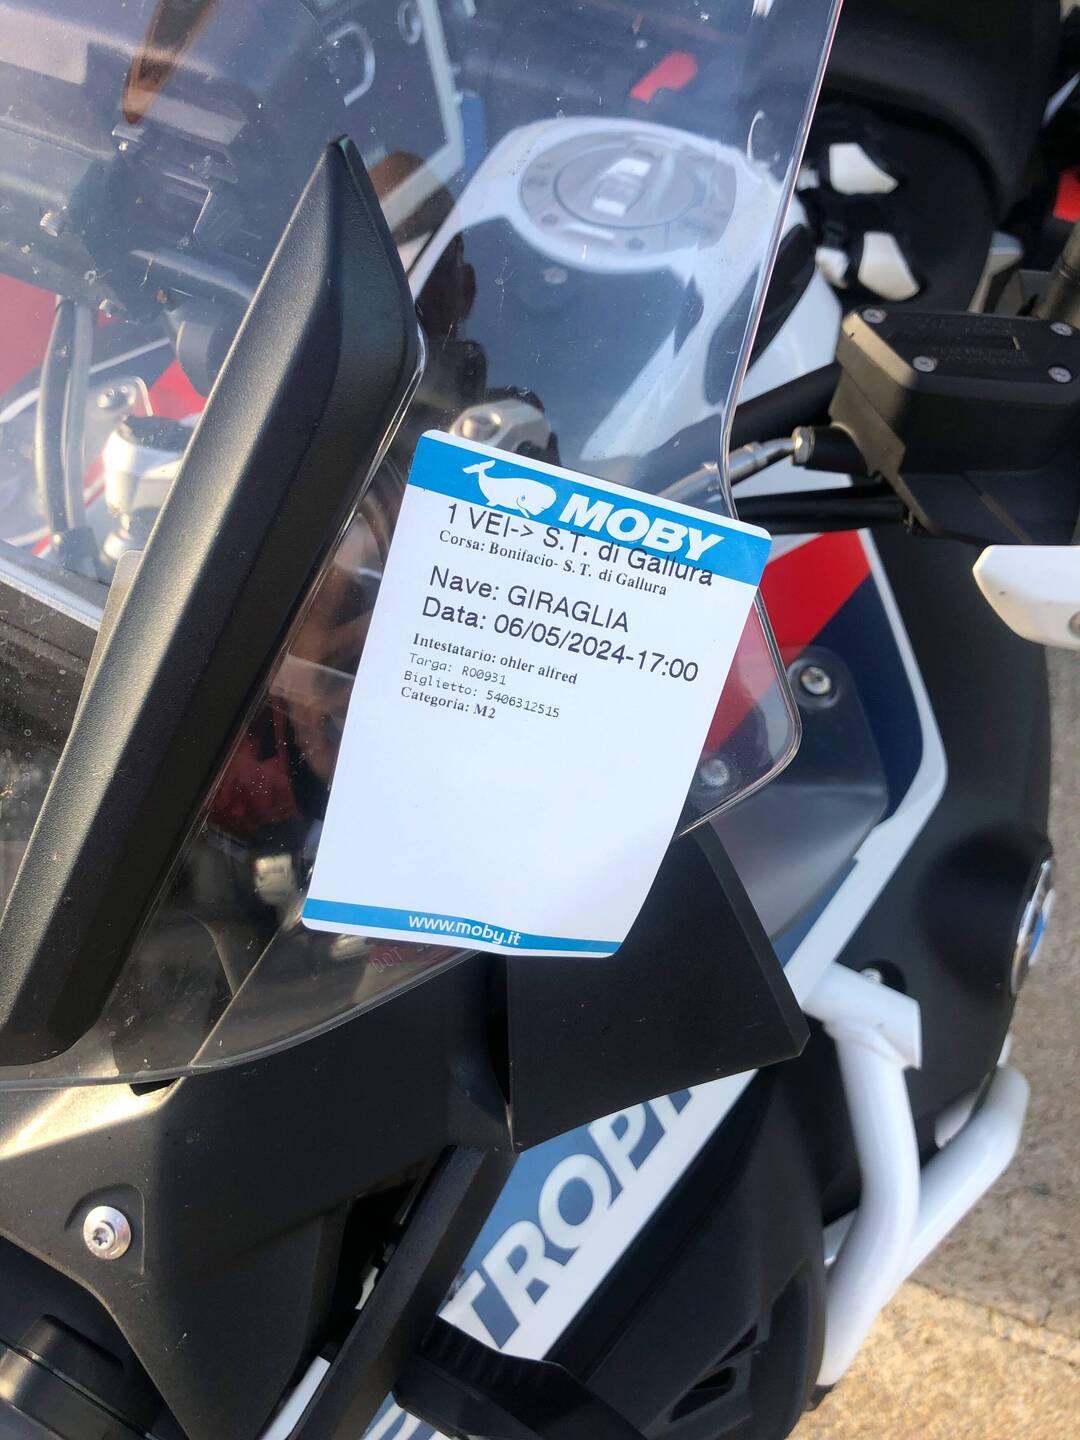 MOBY
1 VEI-> S.T. di Gallura
Corsa: Bonifacio- S. T. di Gallura
Nave: GIRAGLIA
Data: 06/05/2024-17:00
Intestatario: ohler alfred
Targa: RO0931
Biglietto: 5406312515
Categoria: M2
www.moby.it
TROPH